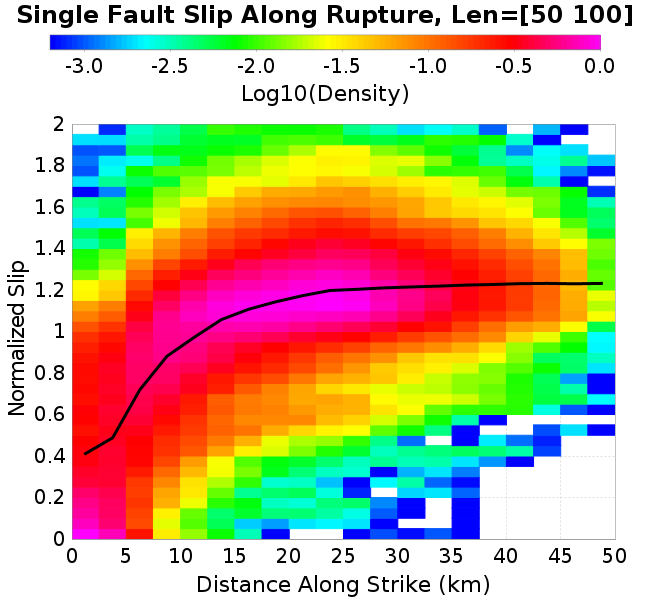 Single Fault Slip Along Rupture, Len=[50 100]
-3.0 -2.5 -2.0 -1.5 -1.0 -0.5 0.0
Log10(Density)
2
1.8
1.6
1.4
1.2
1
0.8
0.6
0.4
0.2
0
Normalized Slip
0 5 10 15 20 25 30 35 40 45 50
Distance Along Strike (km)